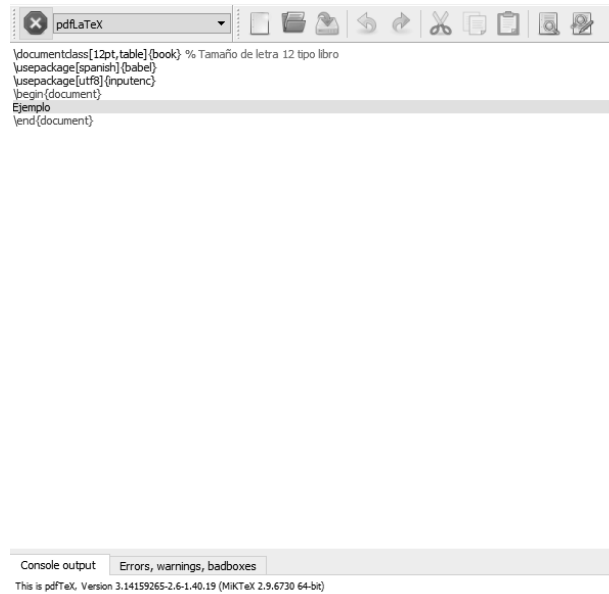 pdfLaTeX
\documentclass[12pt,table]{book} % Tamaño de letra 12 tipo libro
\usepackage[spanish]{babel}
\usepackage[utf8]{inputenc}
\begin{document}
Ejemplo
\end{document}
Console output Errors, warnings, badboxes
This is pdfTeX, Version 3.14159265-2.6-1.40.19 (MiKTeX 2.9.6730 64-bit)